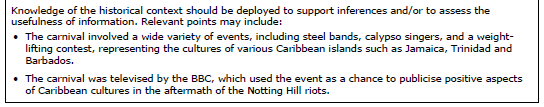 Knowledge of the historical context should be deployed to support inferences and/or to assess the
usefulness of information. Relevant points may include:
• The carnival involved a wide variety of events, including steel bands, calypso singers, and a weight-
lifting contest, representing the cultures of various Caribbean islands such as Jamaica, Trinidad and
Barbados.
• The carnival was televised by the BBC, which used the event as a chance to publicise positive aspects
of Caribbean cultures in the aftermath of the Notting Hill riots.